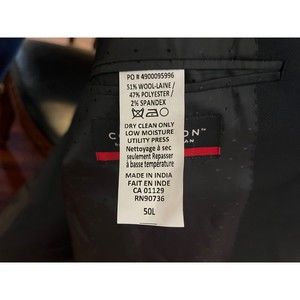 PO # 4900095996
51% WOOL-LAINE
47% POLYESTER /
2% SPANDEX
DRY CLEAN ONLY
LOW MOISTURE
UTILITY PRESS
Nettoyage à sec
seulement Repasser
à basse température
MADE IN INDIA
FAIT EN INDE
CA 01129
RN90736
50L